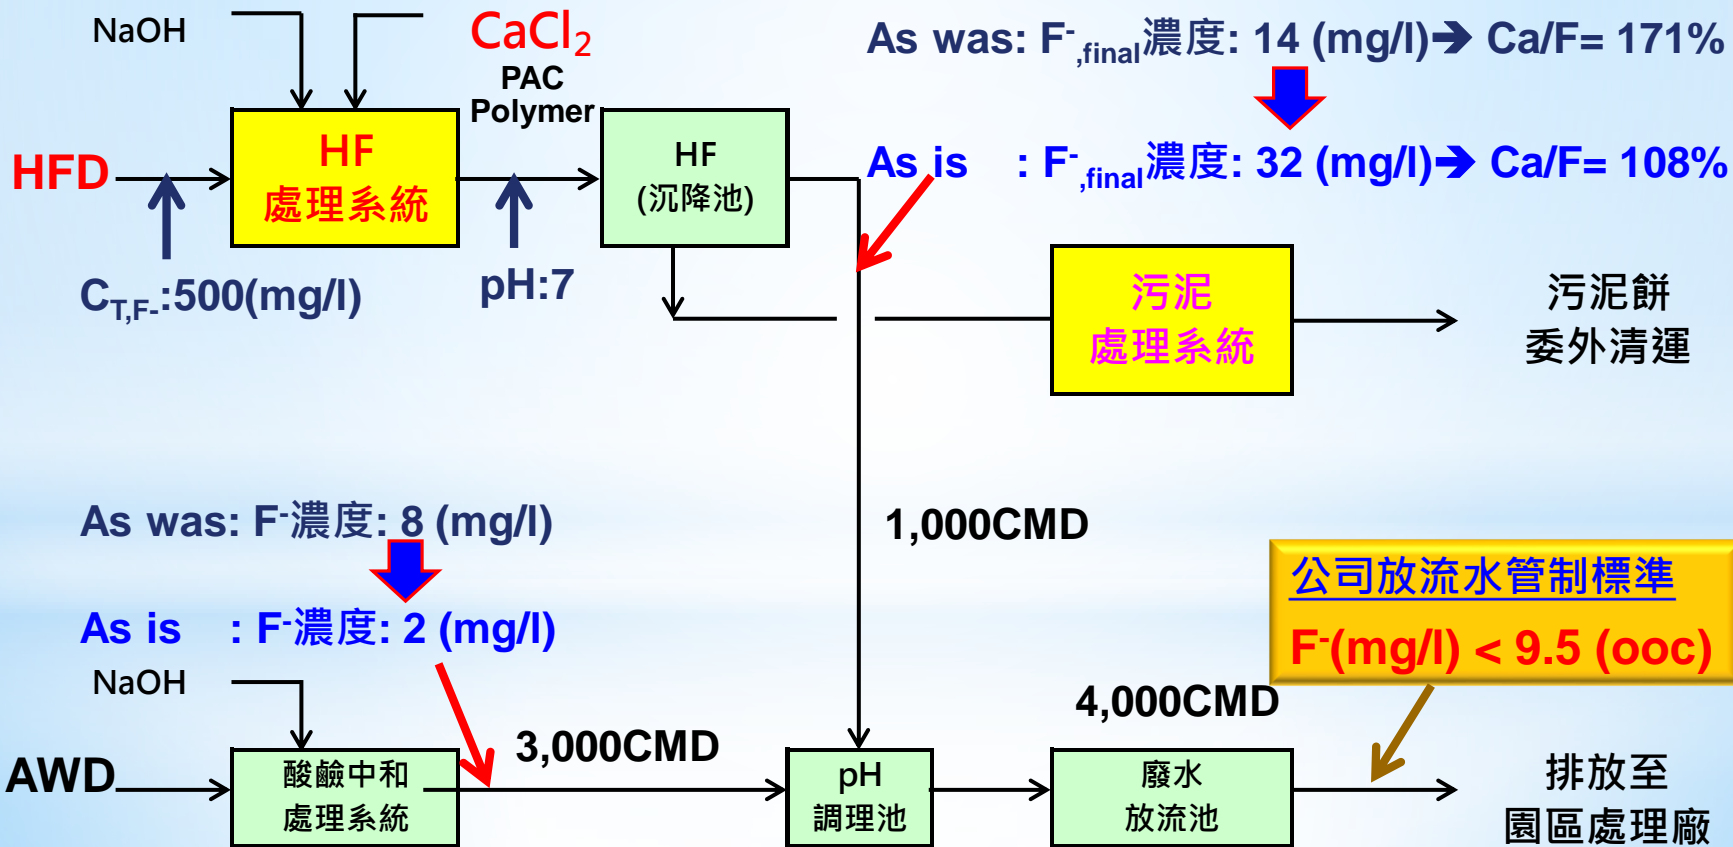 NaOH
CaCl₂
PAC
Polymer
As was: F⁻,final濃度: 14 (mg/l)➔ Ca/F= 171%
As is : F⁻,final濃度: 32 (mg/l)➔ Ca/F= 108%
HFD
HF
處理系統
HF
(沉降池)
C_T,F-:500(mg/l)
pH:7
污泥
處理系統
污泥餅
委外清運
As was: F⁻濃度: 8 (mg/l)
As is : F⁻濃度: 2 (mg/l)
1,000CMD
公司放流水管制標準
F⁻(mg/l) < 9.5 (ooc)
NaOH
3,000CMD
4,000CMD
AWD
酸鹼中和
處理系統
pH
調理池
廢水
放流池
排放至
園區處理廠